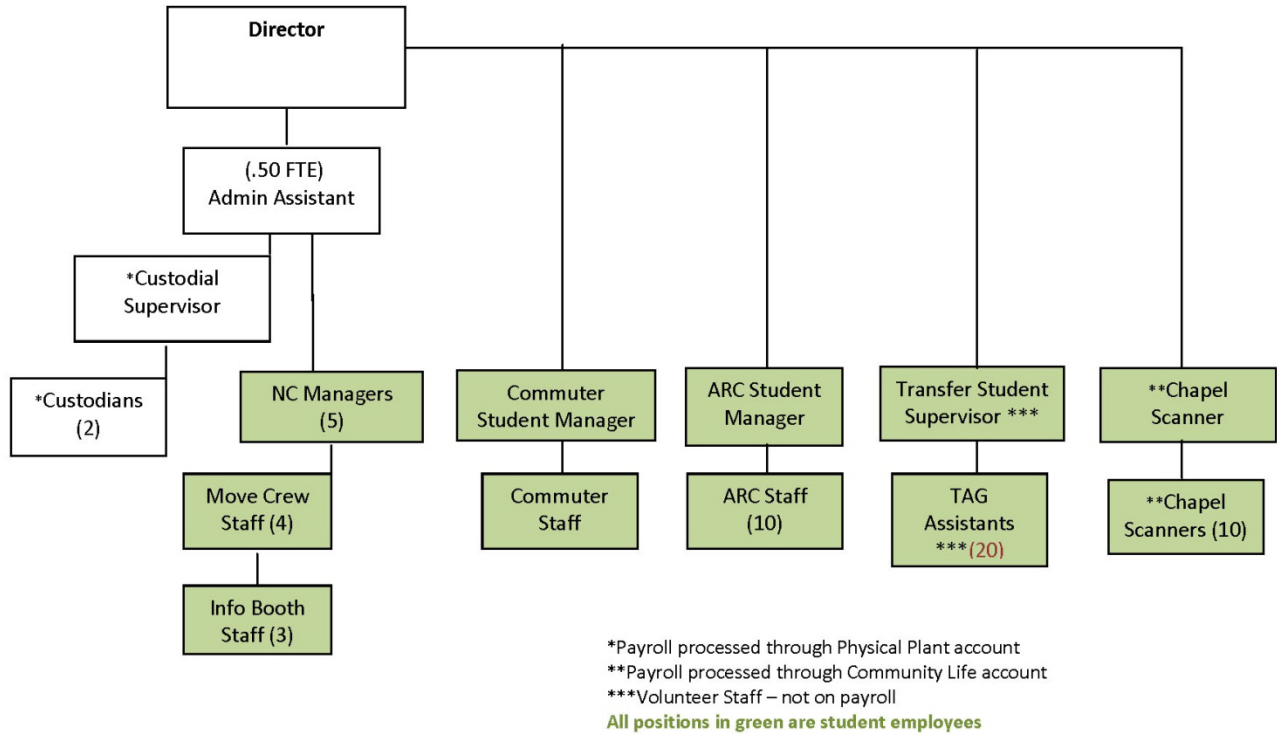 Director
(.50 FTE)
Admin Assistant
*Custodial
Supervisor
*Custodians
(2)
NC Managers
(5)
Commuter
Student Manager
ARC Student
Manager
Transfer Student
Supervisor ***
**Chapel
Scanner
Move Crew
Staff (4)
Commuter
Staff
ARC Staff
(10)
TAG
Assistants
***(20)
**Chapel
Scanners (10)
Info Booth
Staff (3)
*Payroll processed through Physical Plant account
**Payroll processed through Community Life account
***Volunteer Staff – not on payroll
All positions in green are student employees